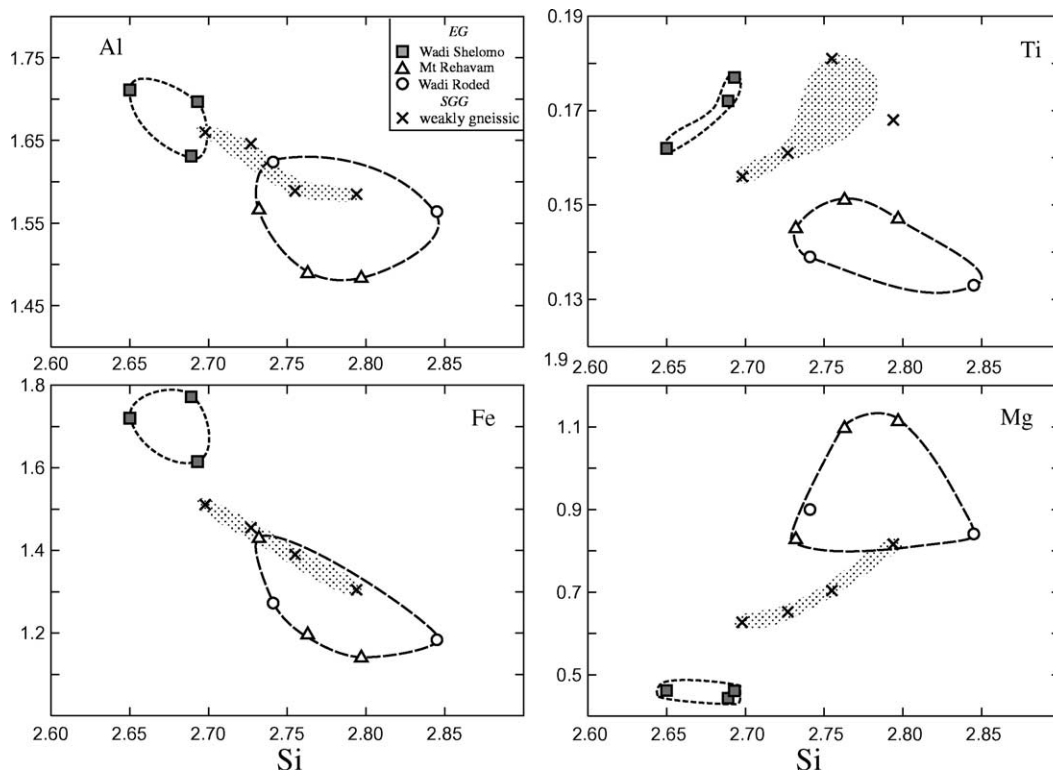 Al
EG
Wadi Shelomo
Mt Rehavam
Wadi Roded
SGG
weakly gneissic
1.75
1.65
1.55
1.45
2.60 2.65 2.70 2.75 2.80 2.85
Ti
0.19
0.17
0.15
0.13
1.9
2.60 2.65 2.70 2.75 2.80 2.85
Fe
1.8
1.6
1.4
1.2
2.60 2.65 2.70 2.75 2.80 2.85
Si
Mg
1.1
0.9
0.7
0.5
2.60 2.65 2.70 2.75 2.80 2.85
Si